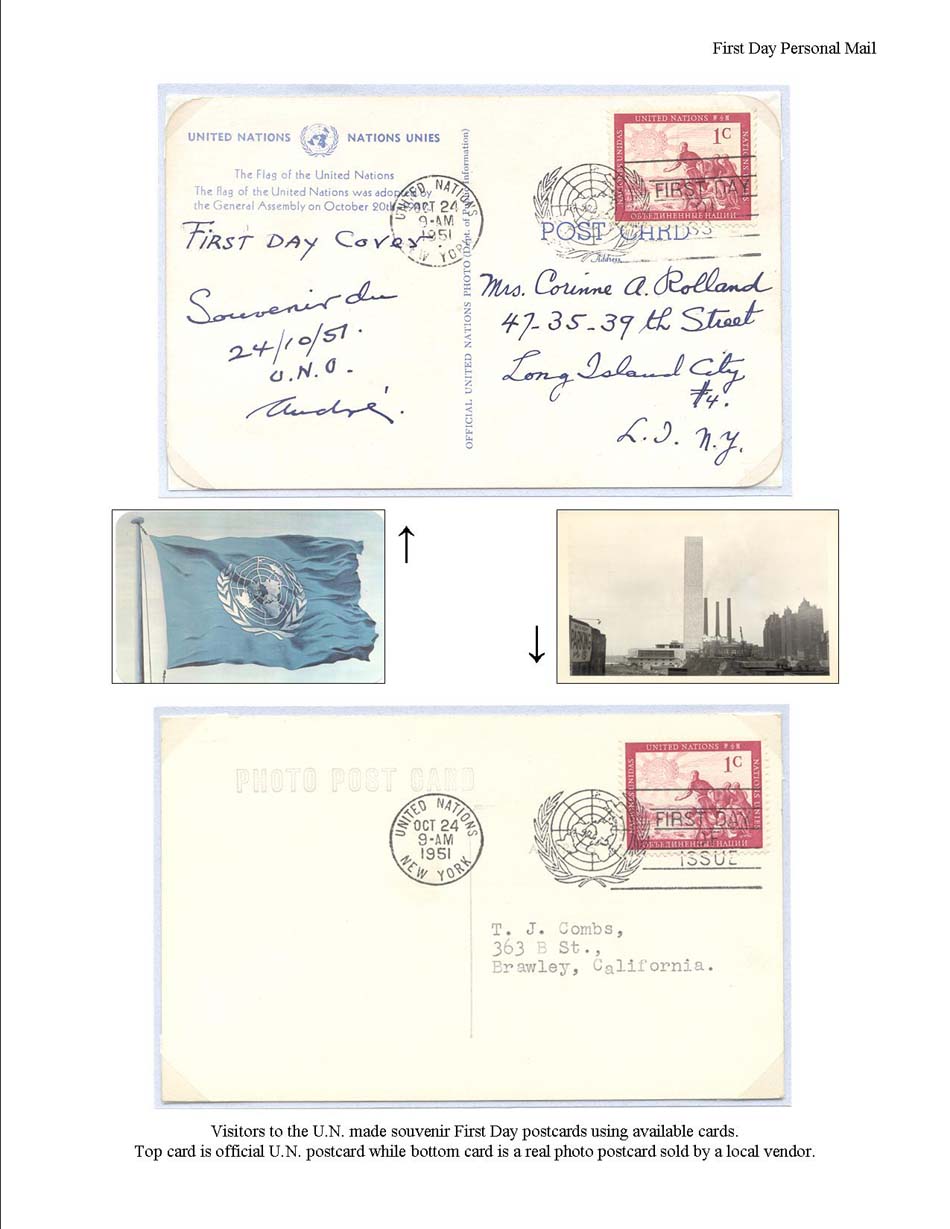 First Day Personal Mail
UNITED NATIONS NATIONS UNIES
The Flag of the United Nations
The flag of the United Nations was adopted by
the General Assembly on October 20th
FIRST DAY Cover
Souvenir du
24/10/51.
U.N.O.
André.
UNITED NATIONS
OCT 24
9-AM
1951
NEW YORK
OFFICIAL UNITED NATIONS PHOTO (Dept. of Public Information)
UNITED NATIONS
1C
NACIONES UNIDAS
NATIONS UNIES
ОБЪЕДИНЕННЫЕ НАЦИИ
FIRST DAY
POST CARD
Address
Mrs. Corinne A. Rolland
47-35-39 th Street
Long Island City
#4.
L.I. N.Y.
PHOTO POST CARD
UNITED NATIONS
OCT 24
9-AM
1951
NEW YORK
UNITED NATIONS
1C
NACIONES UNIDAS
NATIONS UNIES
ОБЪЕДИНЕННЫЕ НАЦИИ
FIRST DAY
OF
ISSUE
T. J. Combs,
363 B St.,
Brawley, California.
Visitors to the U.N. made souvenir First Day postcards using available cards.
Top card is official U.N. postcard while bottom card is a real photo postcard sold by a local vendor.